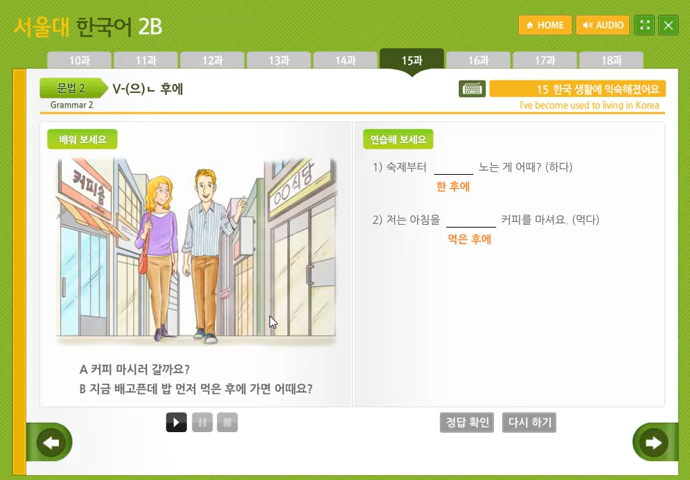 서울대 한국어 2B
HOME
AUDIO
10과
11과
12과
13과
14과
15과
16과
17과
18과
문법 2
V-(으)ㄴ 후에
15 한국 생활에 익숙해졌어요
Grammar 2
I've become used to living in Korea
배워 보세요
연습해 보세요
커피숍
○○식당
1) 숙제부터 ______ 노는 게 어때? (하다)
한 후에
2) 저는 아침을 ______ 커피를 마셔요. (먹다)
먹은 후에
A 커피 마시러 갈까요?
B 지금 배고픈데 밥 먼저 먹은 후에 가면 어때요?
정답 확인
다시 하기